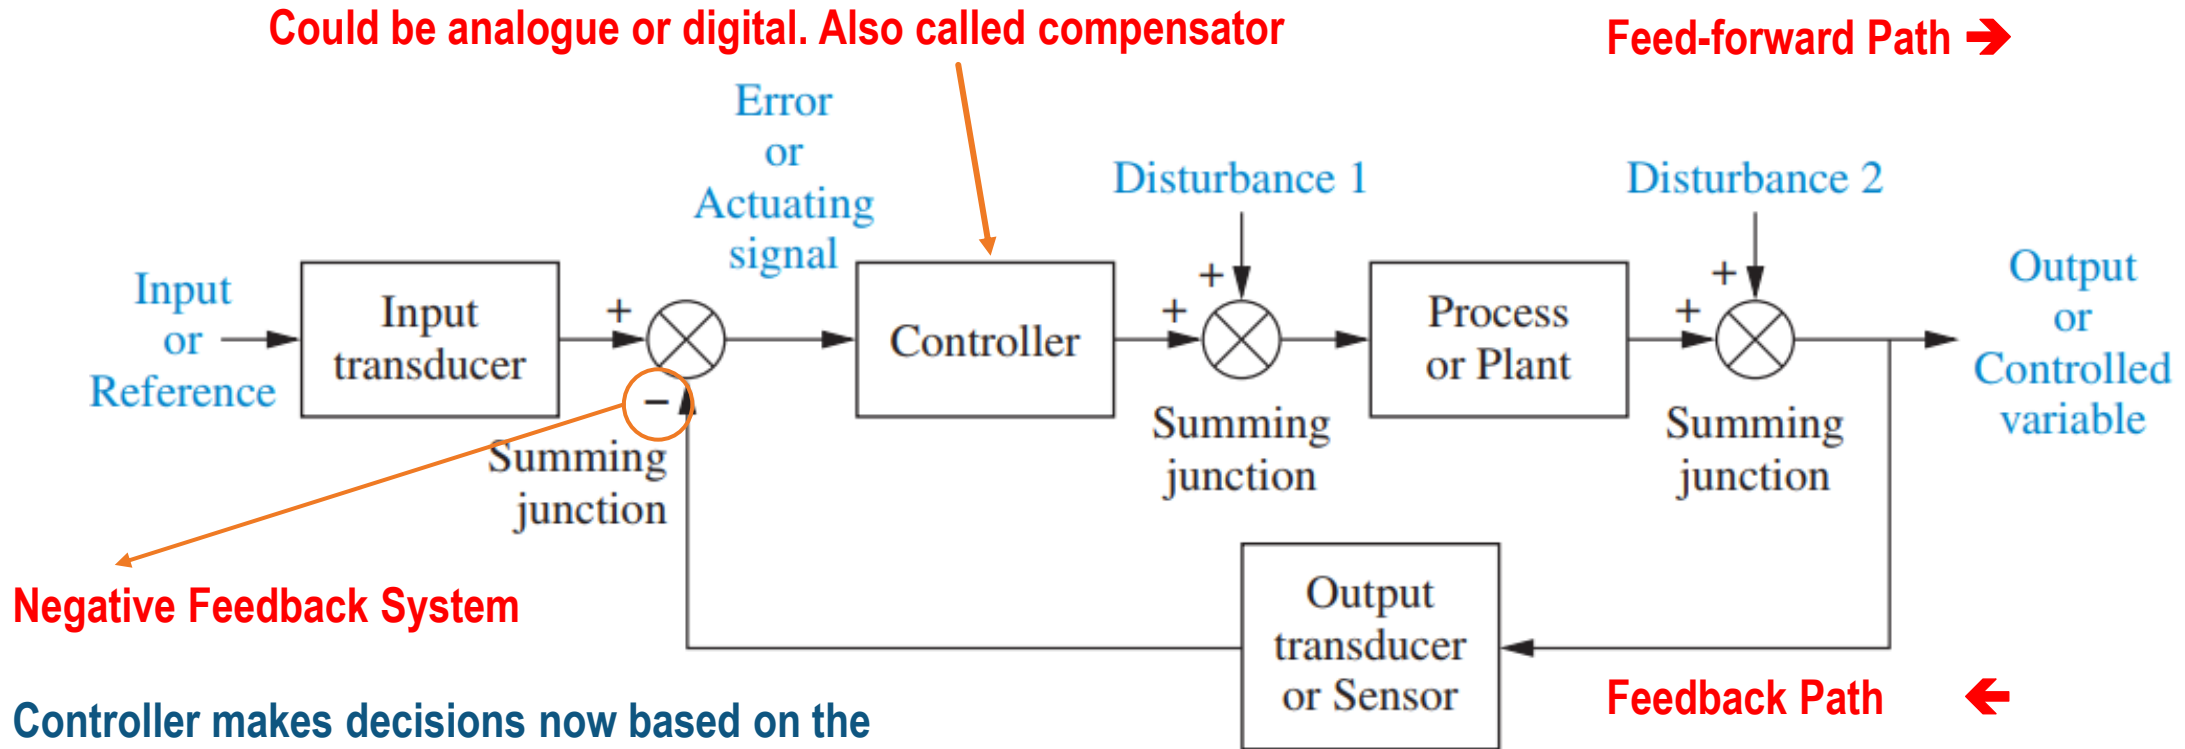 Could be analogue or digital. Also called compensator
Feed-forward Path ➔
Error
or
Actuating
signal
Disturbance 1
Disturbance 2
Input
or
Reference
Input
transducer
+
−
Summing
junction
Controller
+
+
Summing
junction
Process
or Plant
+
+
Summing
junction
Output
or
Controlled
variable
Negative Feedback System
Output
transducer
or Sensor
Feedback Path 🡰
Controller makes decisions now based on the